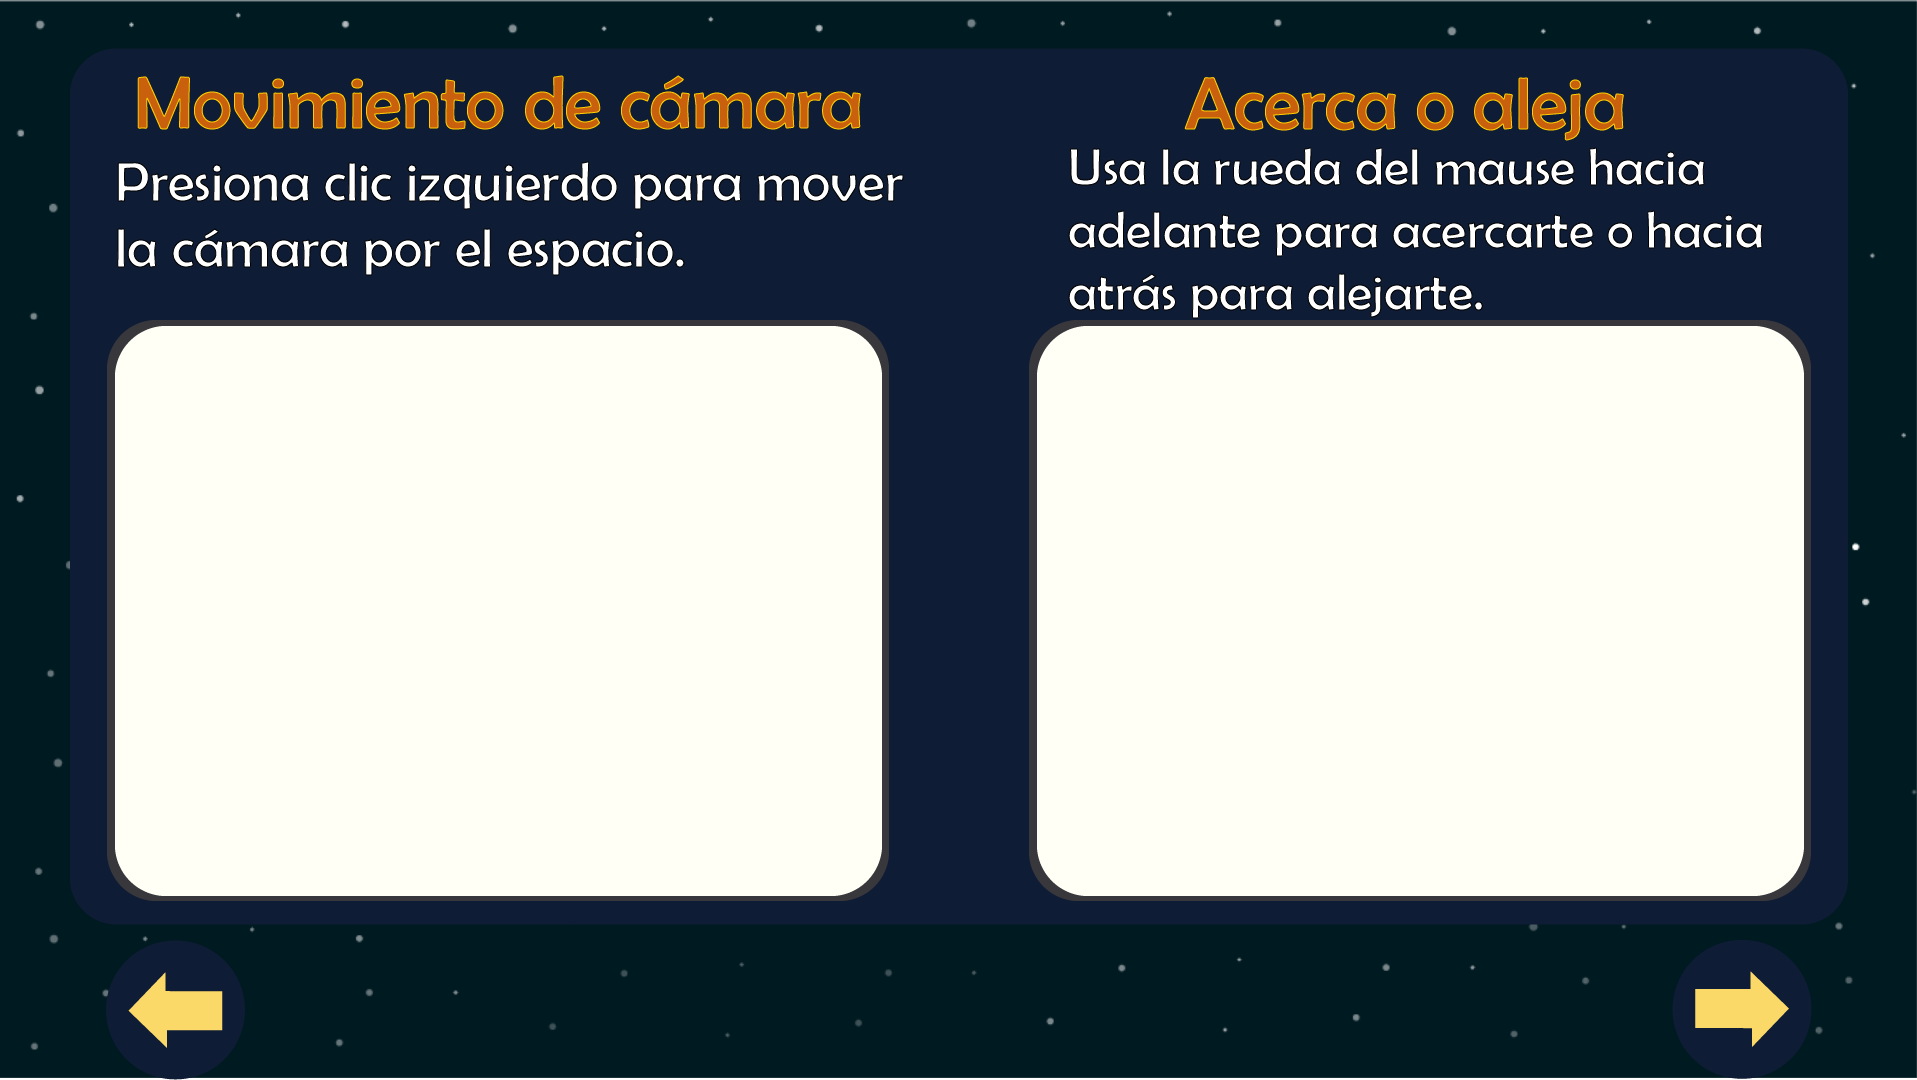 Movimiento de cámara
Presiona clic izquierdo para mover
la cámara por el espacio.
Acerca o aleja
Usa la rueda del mause hacia
adelante para acercarte o hacia
atrás para alejarte.